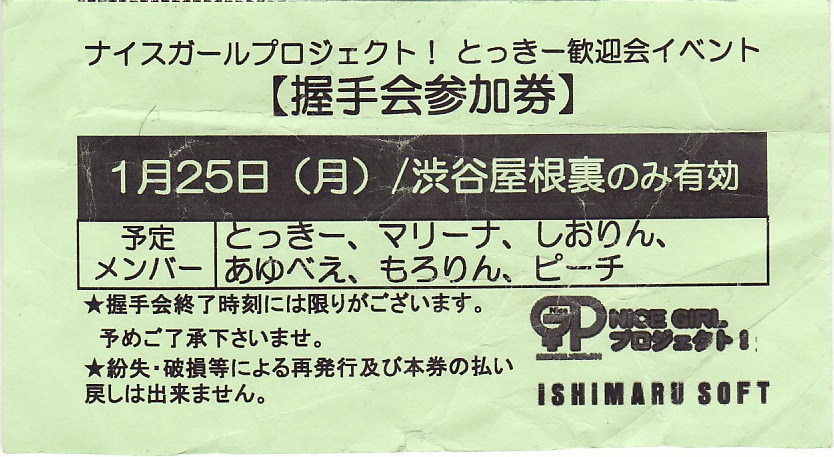 ナイスガールプロジェクト！ とっきー歓迎会イベント
【握手会参加券】
1月25日（月）/渋谷屋根裏のみ有効
予定
メンバー
とっきー、マリーナ、しおりん、
あゆべえ、もろりん、ピーチ
★握手会終了時刻には限りがございます。
予めご了承下さいませ。
★紛失・破損等による再発行及び本券の払い
戻しは出来ません。
Nice
GP
NICE GIRL
プロジェクト！
ISHIMARU SOFT